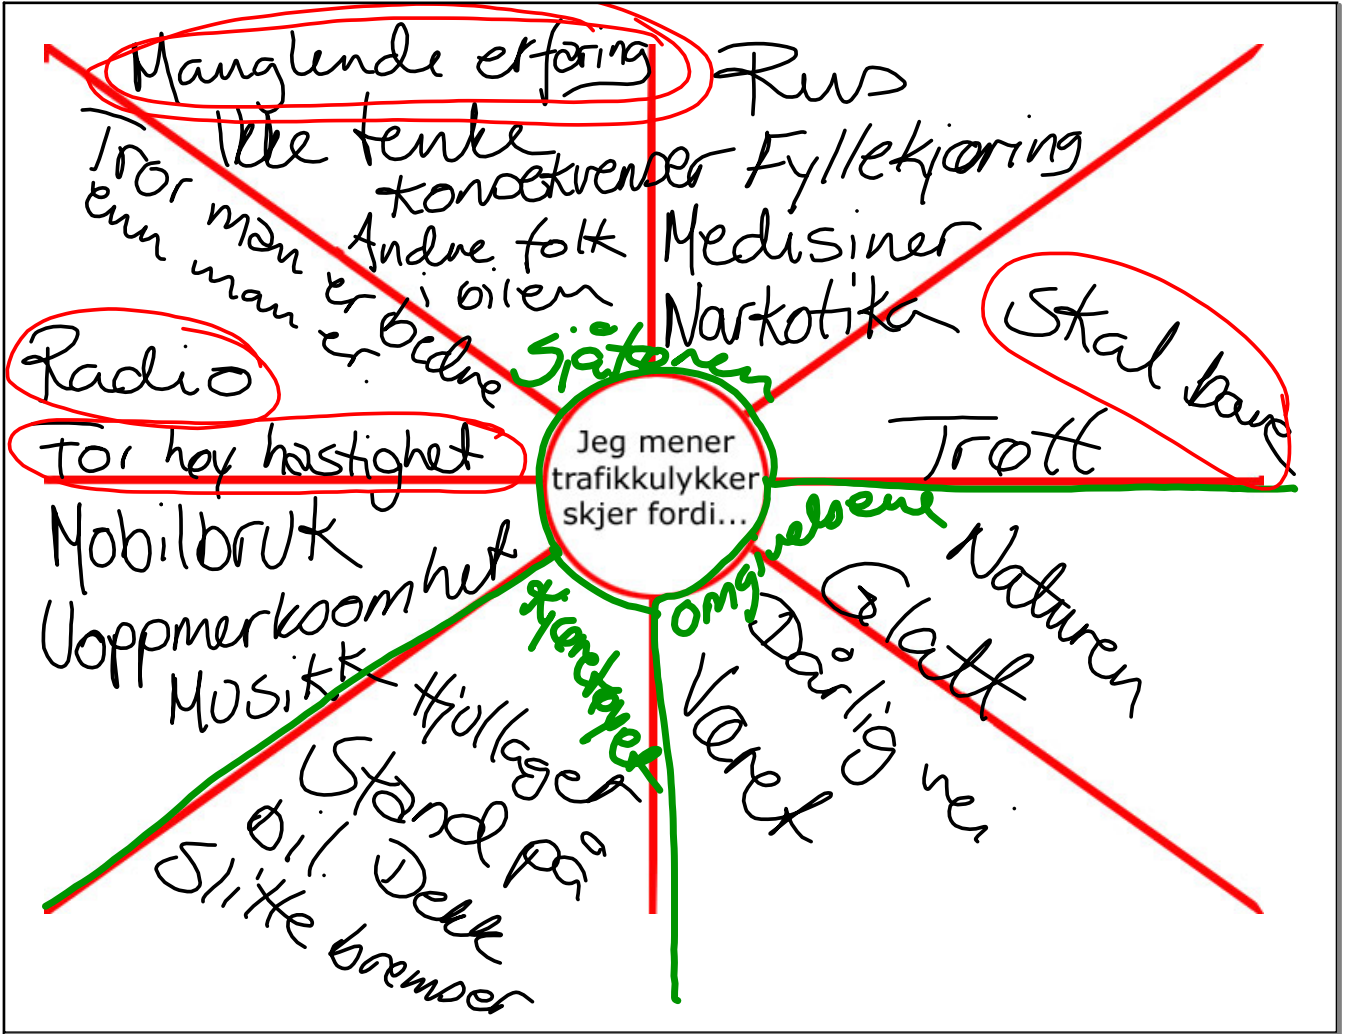 Manglende erfaring
Ikke tenke
konsekvenser
Andre folk
i bilen
Tror man er bedre
enn man er.
Radio
For høy hastighet
Rus
Fyllekjøring
Medisiner
Narkotika
Skal bare
Trøtt
Sjåføren
Jeg mener
trafikkulykker
skjer fordi...
omgivelsene
Kjøretøyet
Mobilbruk
Uoppmerksomhet
Musikk
Hjullager
Stand på
bil. Dekk
Slitte bremser
Været
Dårlig vei.
Glatt
Naturen